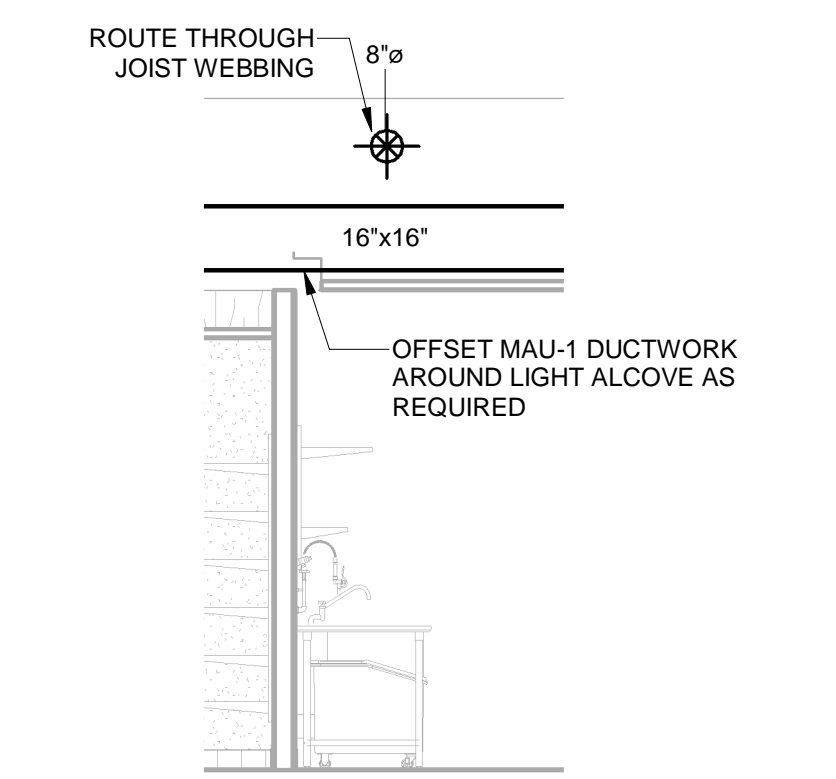 ROUTE THROUGH
JOIST WEBBING
8"ø
16"x16"
OFFSET MAU-1 DUCTWORK
AROUND LIGHT ALCOVE AS
REQUIRED